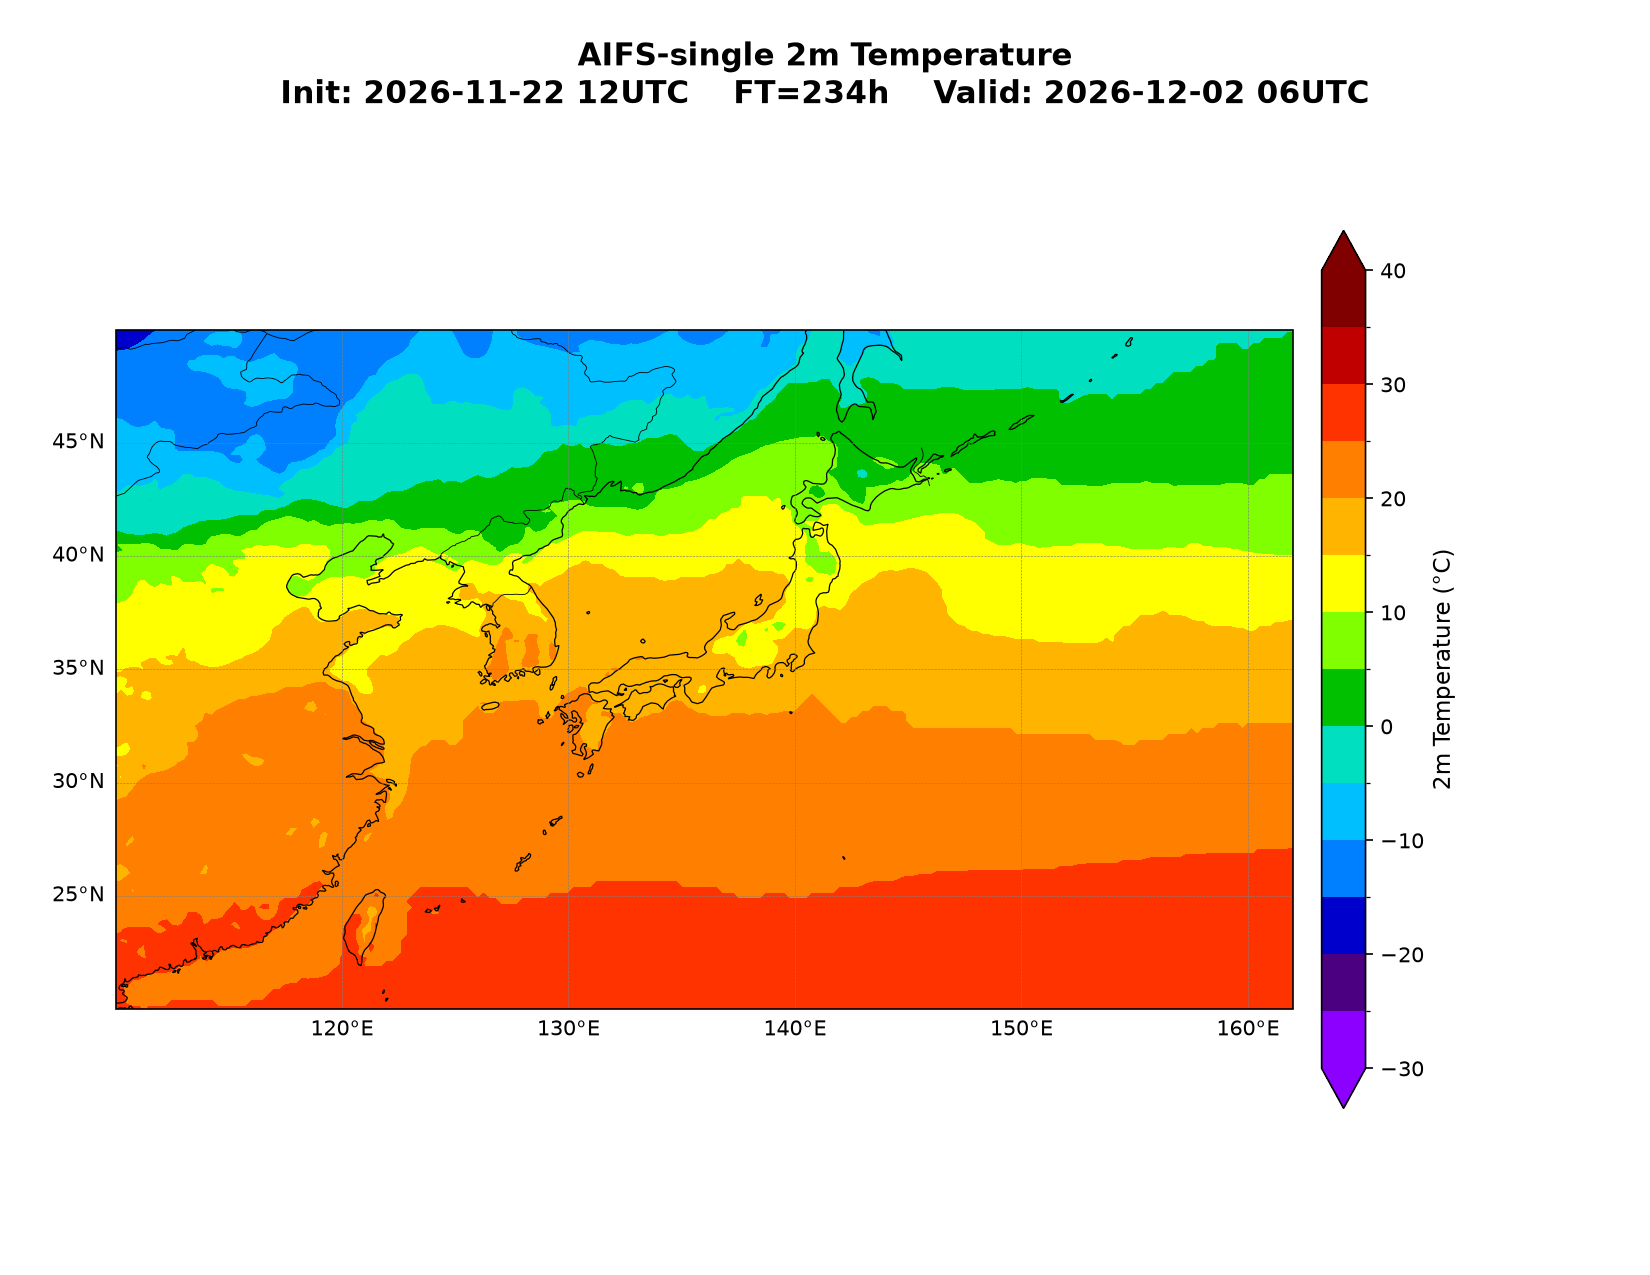 AIFS-single 2m Temperature
Init: 2026-11-22 12UTC    FT=234h    Valid: 2026-12-02 06UTC
45°N
40°N
35°N
30°N
25°N
120°E
130°E
140°E
150°E
160°E
40
30
20
10
0
−10
−20
−30
2m Temperature (°C)